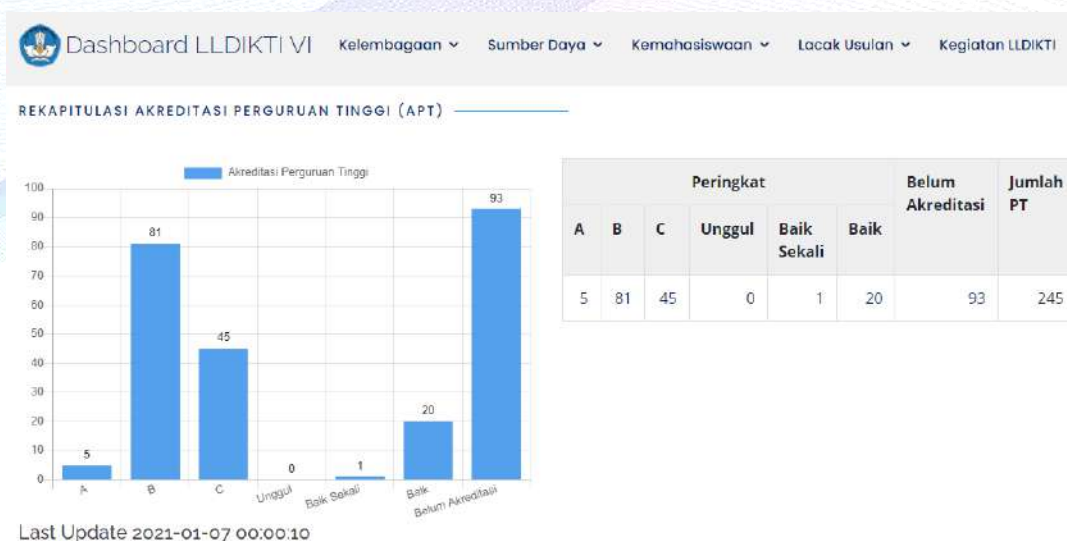 Dashboard LLDIKTI VI Kelembagaan Sumber Daya Kemahasiswaan Lacak Usulan Kegiatan LLDIKTI
REKAPITULASI AKREDITASI PERGURUAN TINGGI (APT)
Akreditasi Perguruan Tinggi
100
90
80
70
60
50
40
30
20
10
0
5
81
45
0
1
20
93
A
B
C
Unggul
Baik Sekali
Baik
Belum Akreditasi
Peringkat Belum Akreditasi Jumlah PT
A B C Unggul Baik Sekali Baik
5 81 45 0 1 20 93 245
Last Update 2021-01-07 00:00:10